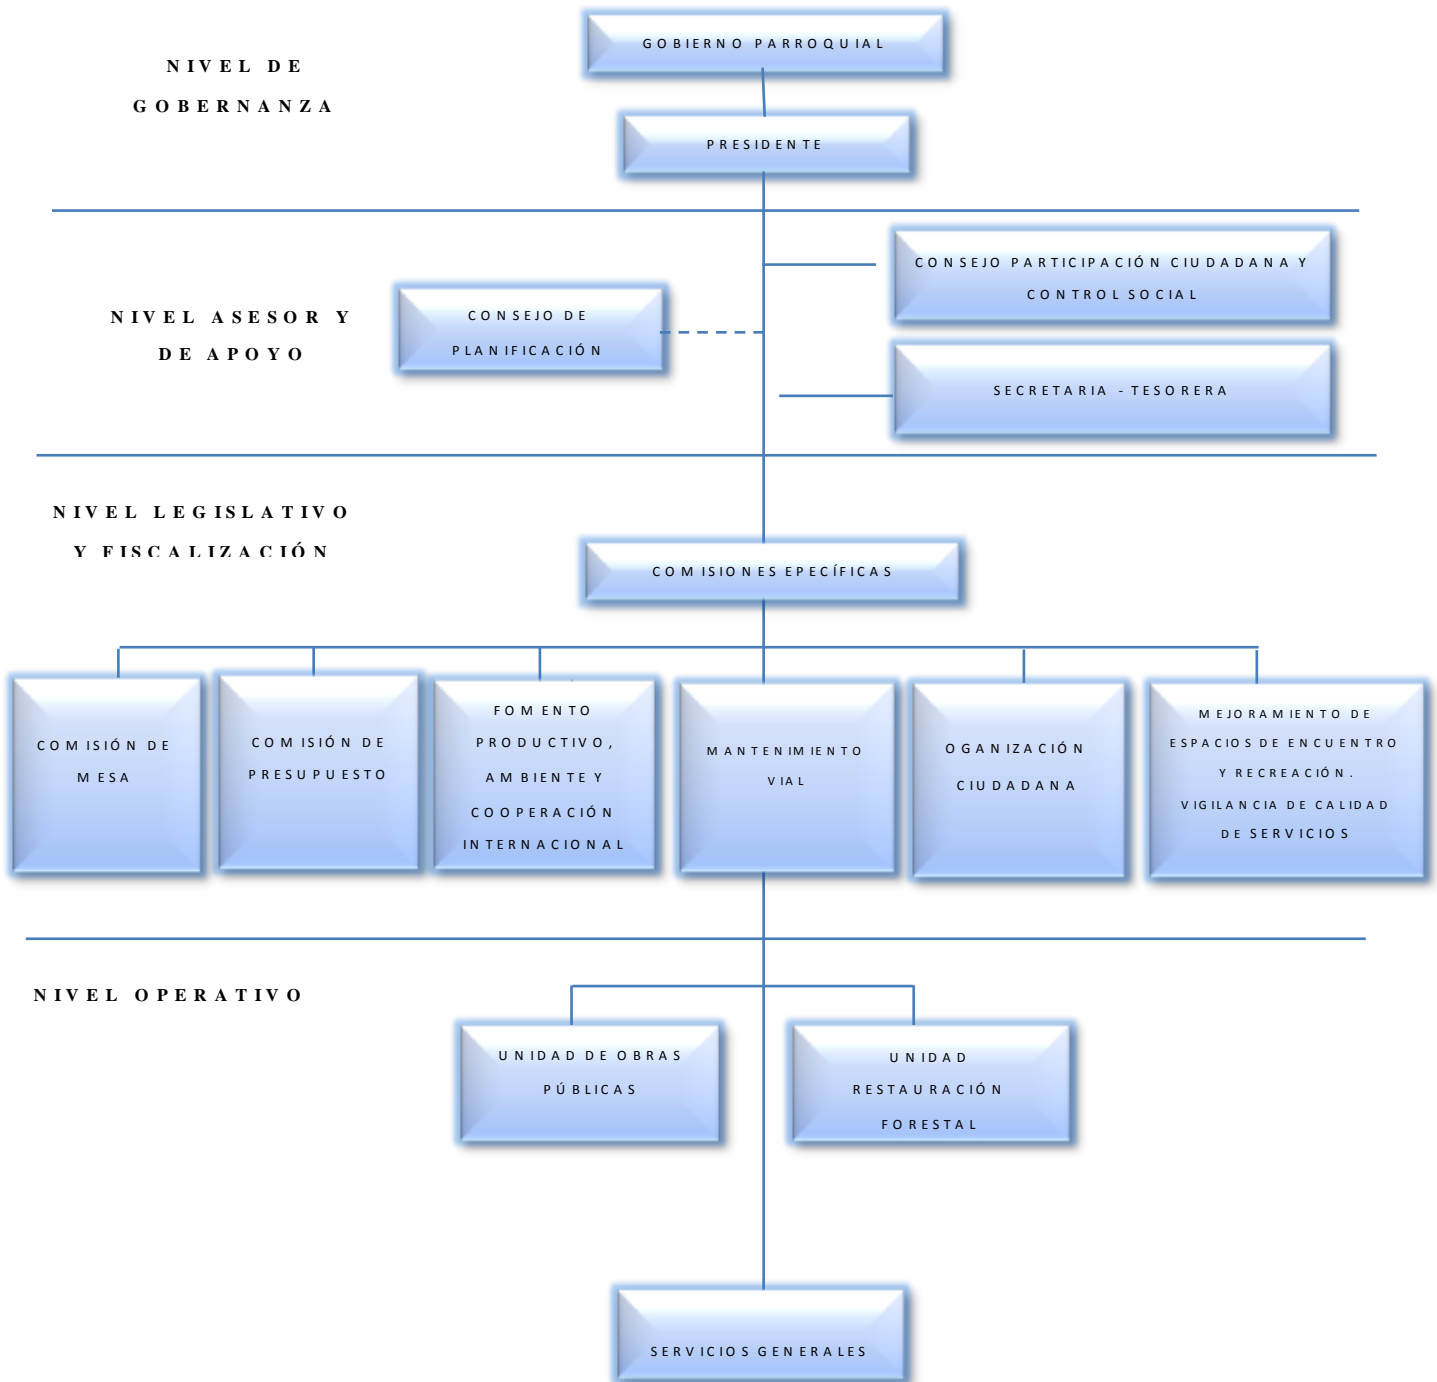 GOBIERNO PARROQUIAL
NIVEL DE
GOBERNANZA
PRESIDENTE
CONSEJO PARTICIPACIÓN CIUDADANA Y
CONTROL SOCIAL
NIVEL ASESOR Y
DE APOYO
CONSEJO DE
PLANIFICACIÓN
SECRETARIA - TESORERA
NIVEL LEGISLATIVO
Y FISCALIZACIÓN
COMISIONES EPECÍFICAS
COMISIÓN DE
MESA
COMISIÓN DE
PRESUPUESTO
FOMENTO
PRODUCTIVO,
AMBIENTE Y
COOPERACIÓN
INTERNACIONAL
MANTENIMIENTO
VIAL
OGANIZACIÓN
CIUDADANA
MEJORAMIENTO DE
ESPACIOS DE ENCUENTRO
Y RECREACIÓN.
VIGILANCIA DE CALIDAD
DE SERVICIOS
NIVEL OPERATIVO
UNIDAD DE OBRAS
PÚBLICAS
UNIDAD
RESTAURACIÓN
FORESTAL
SERVICIOS GENERALES